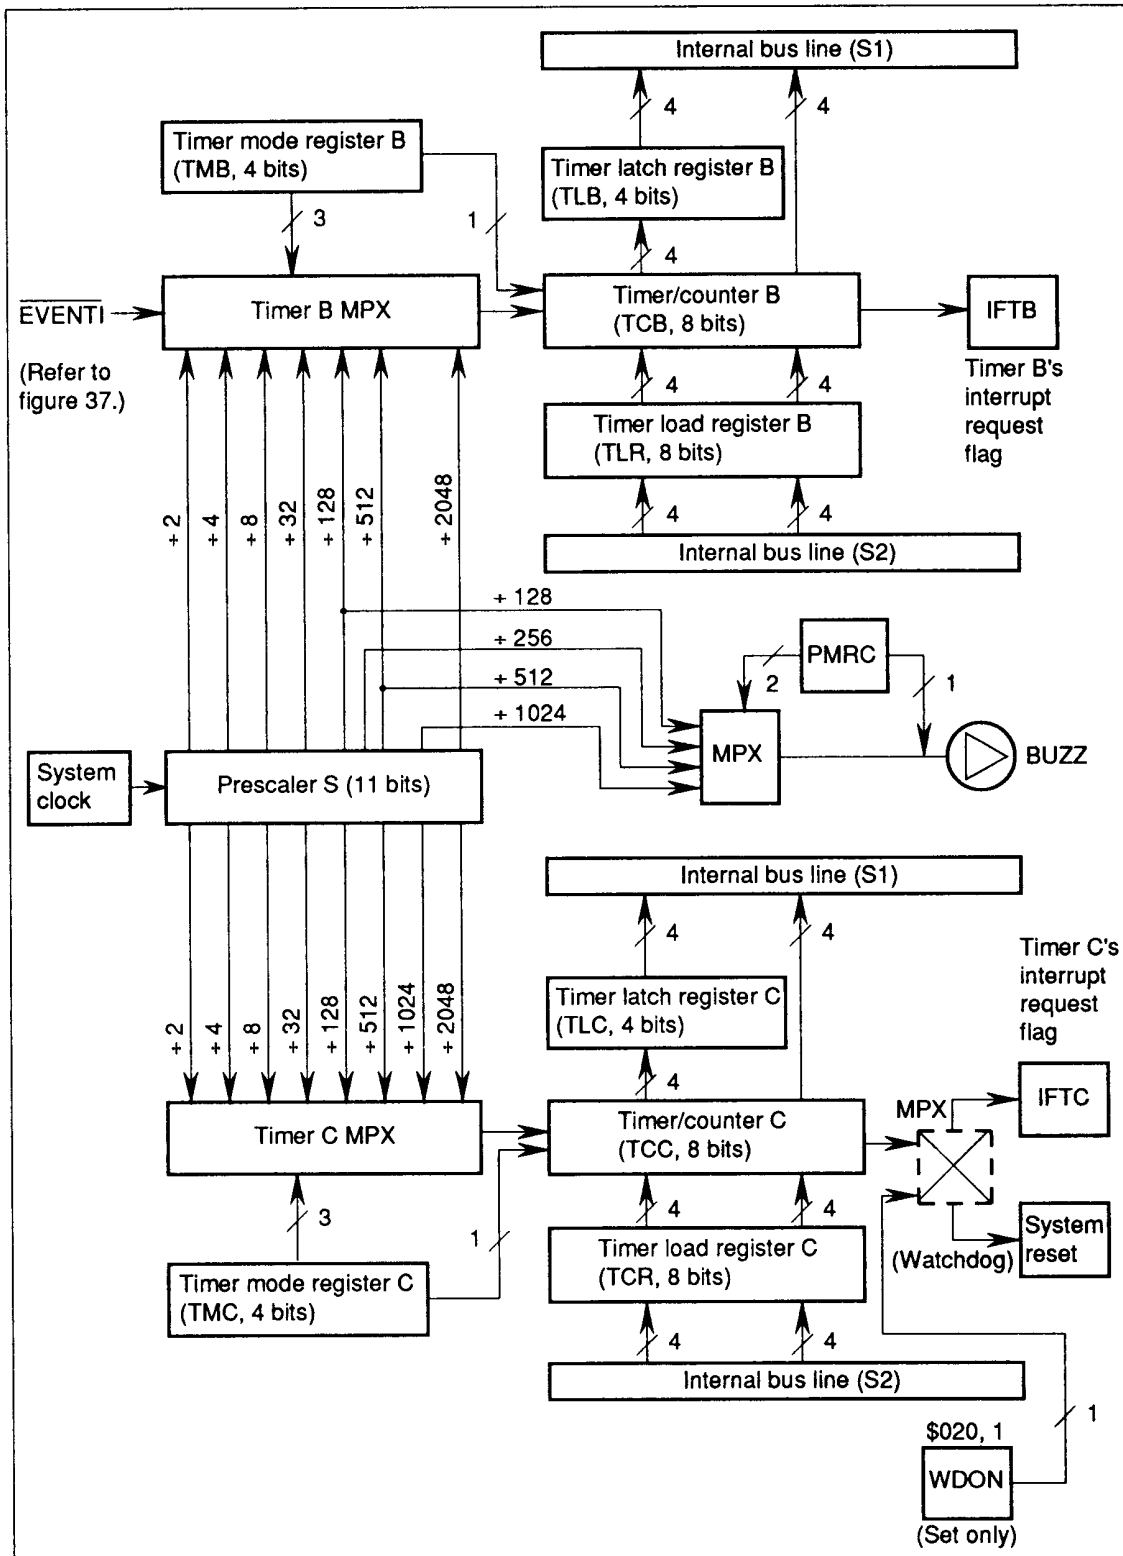 Internal bus line (S1)
4
4
Timer mode register B
(TMB, 4 bits)
Timer latch register B
(TLB, 4 bits)
3
1
4
EVENTI
Timer B MPX
Timer/counter B
(TCB, 8 bits)
IFTB
(Refer to
figure 37.)
Timer B's
interrupt
request
flag
4
4
Timer load register B
(TLR, 8 bits)
4
4
Internal bus line (S2)
÷ 2
÷ 4
÷ 8
÷ 32
÷ 128
÷ 512
÷ 2048
÷ 128
÷ 256
÷ 512
÷ 1024
PMRC
2
1
MPX
BUZZ
System
clock
Prescaler S (11 bits)
Internal bus line (S1)
4
4
Timer C's
interrupt
request
flag
Timer latch register C
(TLC, 4 bits)
÷ 2
÷ 4
÷ 8
÷ 32
÷ 128
÷ 512
÷ 1024
÷ 2048
4
Timer C MPX
Timer/counter C
(TCC, 8 bits)
MPX
IFTC
3
1
4
4
Timer mode register C
(TMC, 4 bits)
Timer load register C
(TCR, 8 bits)
(Watchdog)
System
reset
4
4
Internal bus line (S2)
1
$020, 1
WDON
(Set only)